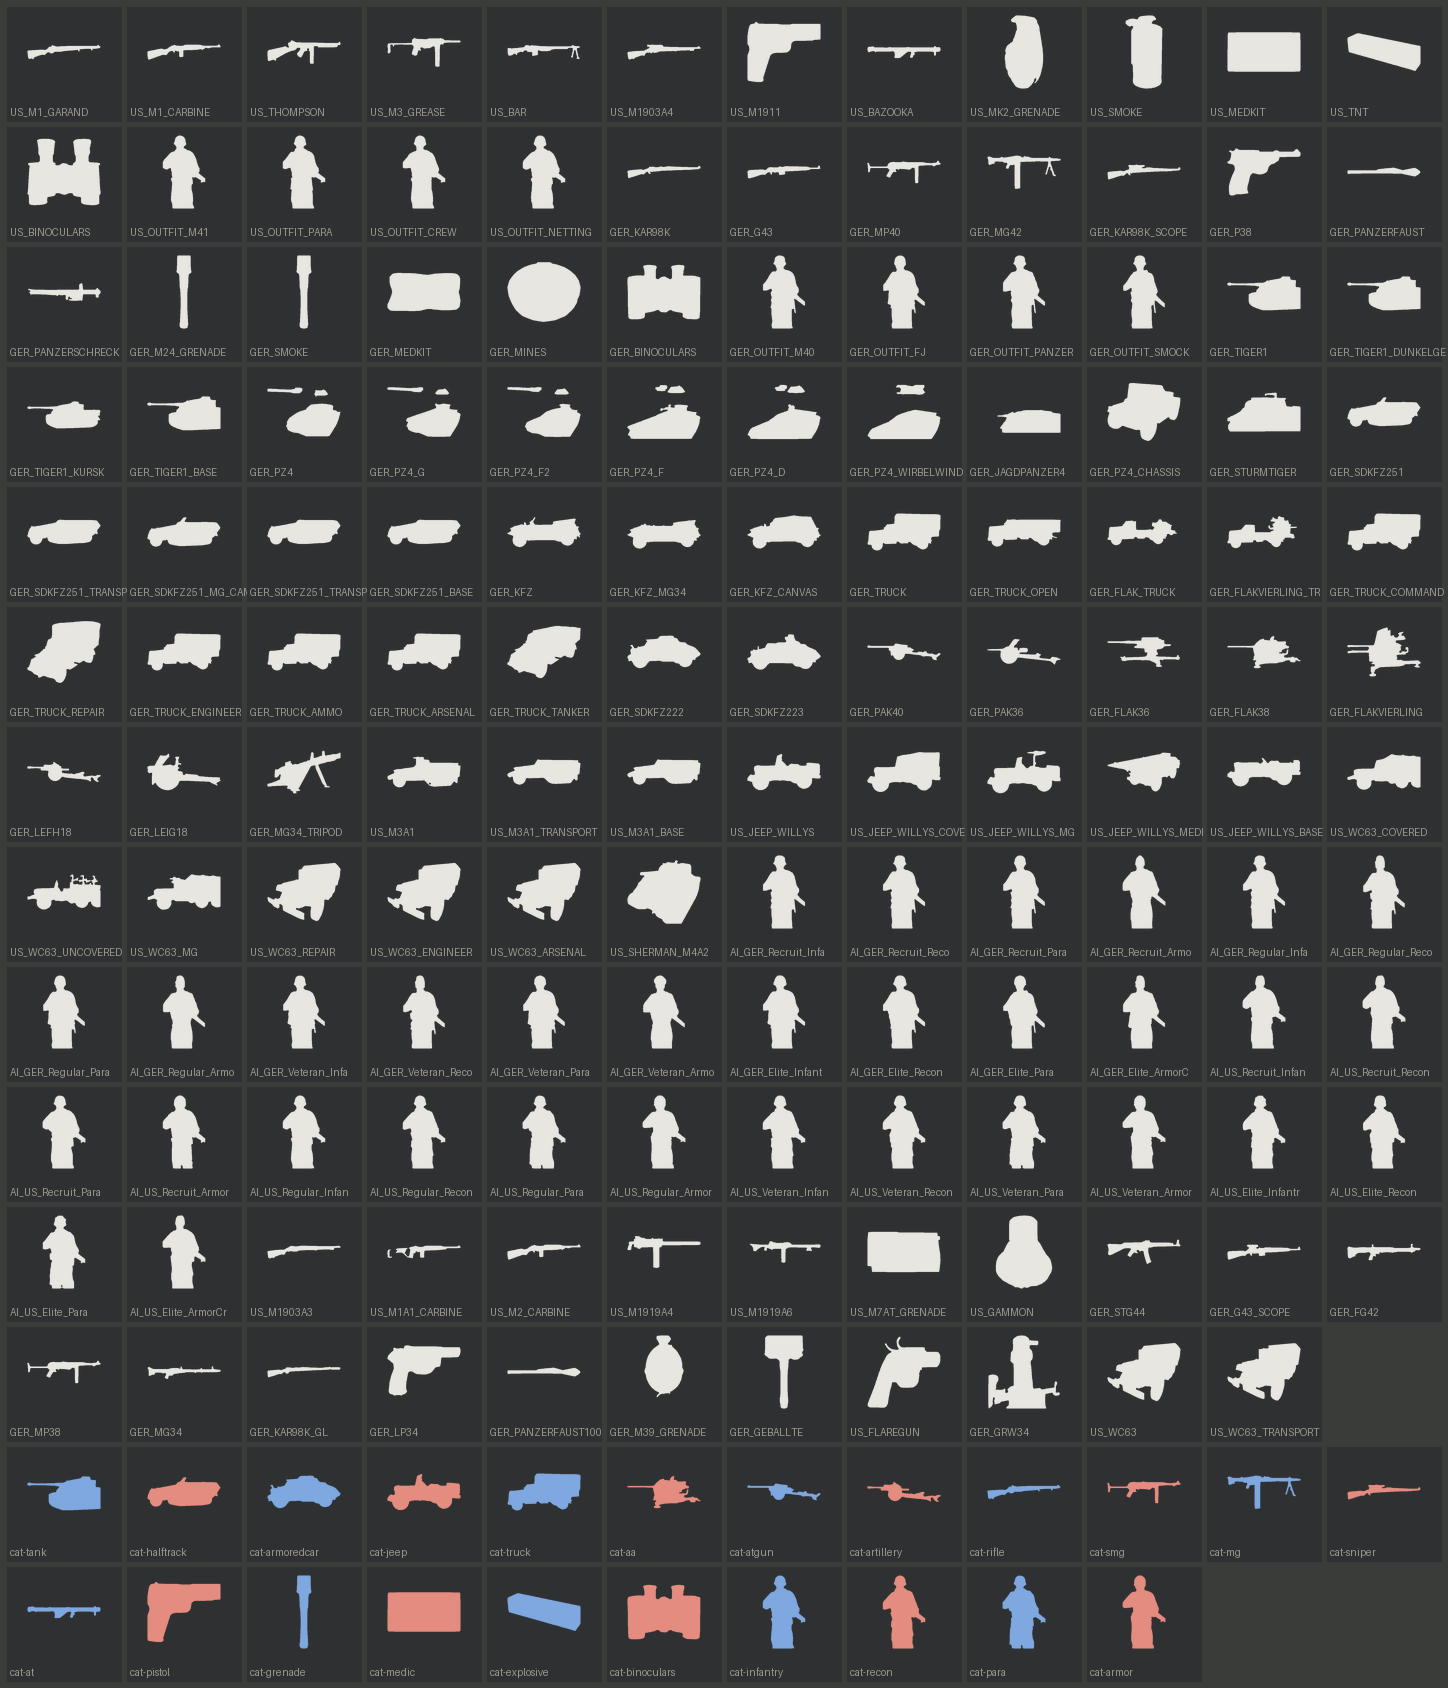 US_M1_GARAND US_M1_CARBINE US_THOMPSON US_M3_GREASE US_BAR US_M1903A4 US_M1911 US_BAZOOKA US_MK2_GRENADE US_SMOKE US_MEDKIT US_TNT
US_BINOCULARS US_OUTFIT_M41 US_OUTFIT_PARA US_OUTFIT_CREW US_OUTFIT_NETTING GER_KAR98K GER_G43 GER_MP40 GER_MG42 GER_KAR98K_SCOPE GER_P38 GER_PANZERFAUST
GER_PANZERSCHRECK GER_M24_GRENADE GER_SMOKE GER_MEDKIT GER_MINES GER_BINOCULARS GER_OUTFIT_M40 GER_OUTFIT_FJ GER_OUTFIT_PANZER GER_OUTFIT_SMOCK GER_TIGER1 GER_TIGER1_DUNKELGE
GER_TIGER1_KURSK GER_TIGER1_BASE GER_PZ4 GER_PZ4_G GER_PZ4_F2 GER_PZ4_F GER_PZ4_D GER_PZ4_WIRBELWIND GER_JAGDPANZER4 GER_PZ4_CHASSIS GER_STURMTIGER GER_SDKFZ251
GER_SDKFZ251_TRANSP GER_SDKFZ251_MG_CAN GER_SDKFZ251_TRANSP GER_SDKFZ251_BASE GER_KFZ GER_KFZ_MG34 GER_KFZ_CANVAS GER_TRUCK GER_TRUCK_OPEN GER_FLAK_TRUCK GER_FLAKVIERLING_TR GER_TRUCK_COMMAND
GER_TRUCK_REPAIR GER_TRUCK_ENGINEER GER_TRUCK_AMMO GER_TRUCK_ARSENAL GER_TRUCK_TANKER GER_SDKFZ222 GER_SDKFZ223 GER_PAK40 GER_PAK36 GER_FLAK36 GER_FLAK38 GER_FLAKVIERLING
GER_LEFH18 GER_LEIG18 GER_MG34_TRIPOD US_M3A1 US_M3A1_TRANSPORT US_M3A1_BASE US_JEEP_WILLYS US_JEEP_WILLYS_COVE US_JEEP_WILLYS_MG US_JEEP_WILLYS_MEDI US_JEEP_WILLYS_BASE US_WC63_COVERED
US_WC63_UNCOVERED US_WC63_MG US_WC63_REPAIR US_WC63_ENGINEER US_WC63_ARSENAL US_SHERMAN_M4A2 AI_GER_Recruit_Infa AI_GER_Recruit_Reco AI_GER_Recruit_Para AI_GER_Recruit_Armo AI_GER_Regular_Infa AI_GER_Regular_Reco
AI_GER_Regular_Para AI_GER_Regular_Armo AI_GER_Veteran_Infa AI_GER_Veteran_Reco AI_GER_Veteran_Para AI_GER_Veteran_Armo AI_GER_Elite_Infant AI_GER_Elite_Recon AI_GER_Elite_Para AI_GER_Elite_ArmorC AI_US_Recruit_Infan AI_US_Recruit_Recon
AI_US_Recruit_Para AI_US_Recruit_Armor AI_US_Regular_Infan AI_US_Regular_Recon AI_US_Regular_Para AI_US_Regular_Armor AI_US_Veteran_Infan AI_US_Veteran_Recon AI_US_Veteran_Para AI_US_Veteran_Armor AI_US_Elite_Infantr AI_US_Elite_Recon
AI_US_Elite_Para AI_US_Elite_ArmorCr US_M1903A3 US_M1A1_CARBINE US_M2_CARBINE US_M1919A4 US_M1919A6 US_M7AT_GRENADE US_GAMMON GER_STG44 GER_G43_SCOPE GER_FG42
GER_MP38 GER_MG34 GER_KAR98K_GL GER_LP34 GER_PANZERFAUST100 GER_M39_GRENADE GER_GEBALLTE US_FLAREGUN GER_GRW34 US_WC63 US_WC63_TRANSPORT
cat-tank cat-halftrack cat-armoredcar cat-jeep cat-truck cat-aa cat-atgun cat-artillery cat-rifle cat-smg cat-mg cat-sniper
cat-at cat-pistol cat-grenade cat-medic cat-explosive cat-binoculars cat-infantry cat-recon cat-para cat-armor